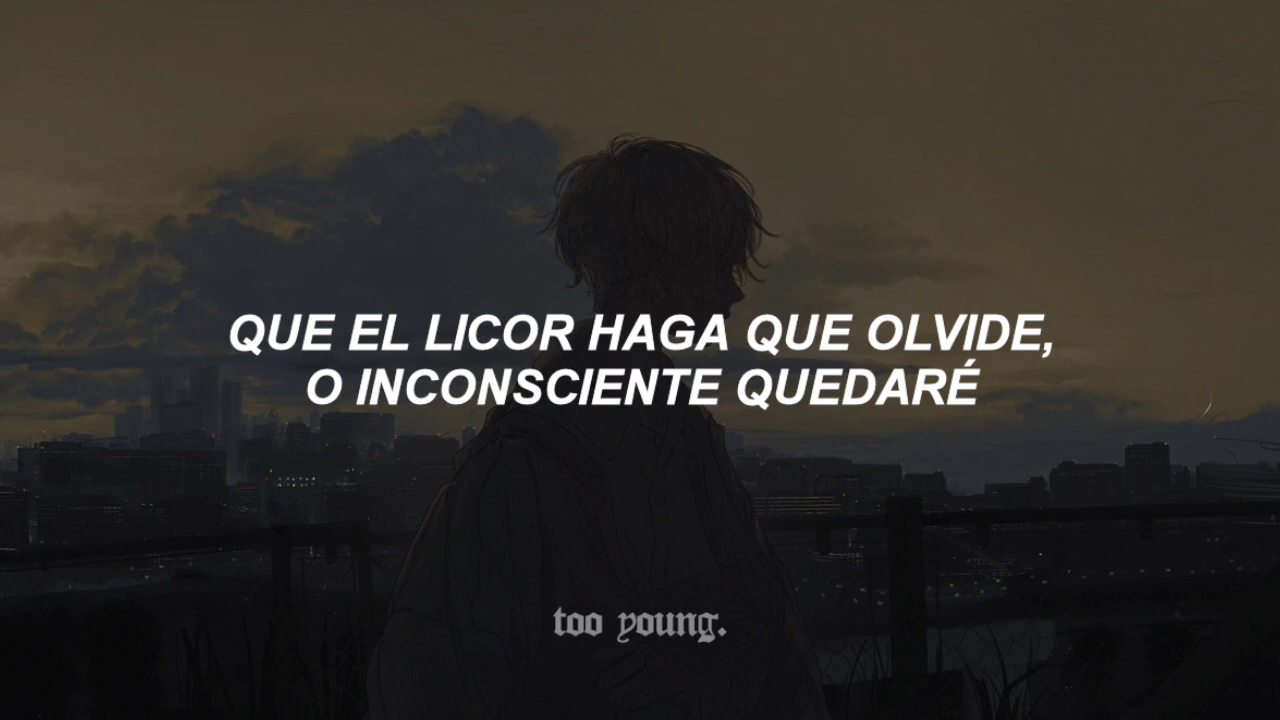 QUE EL LICOR HAGA QUE OLVIDE,
O INCONSCIENTE QUEDARÉ
too young.